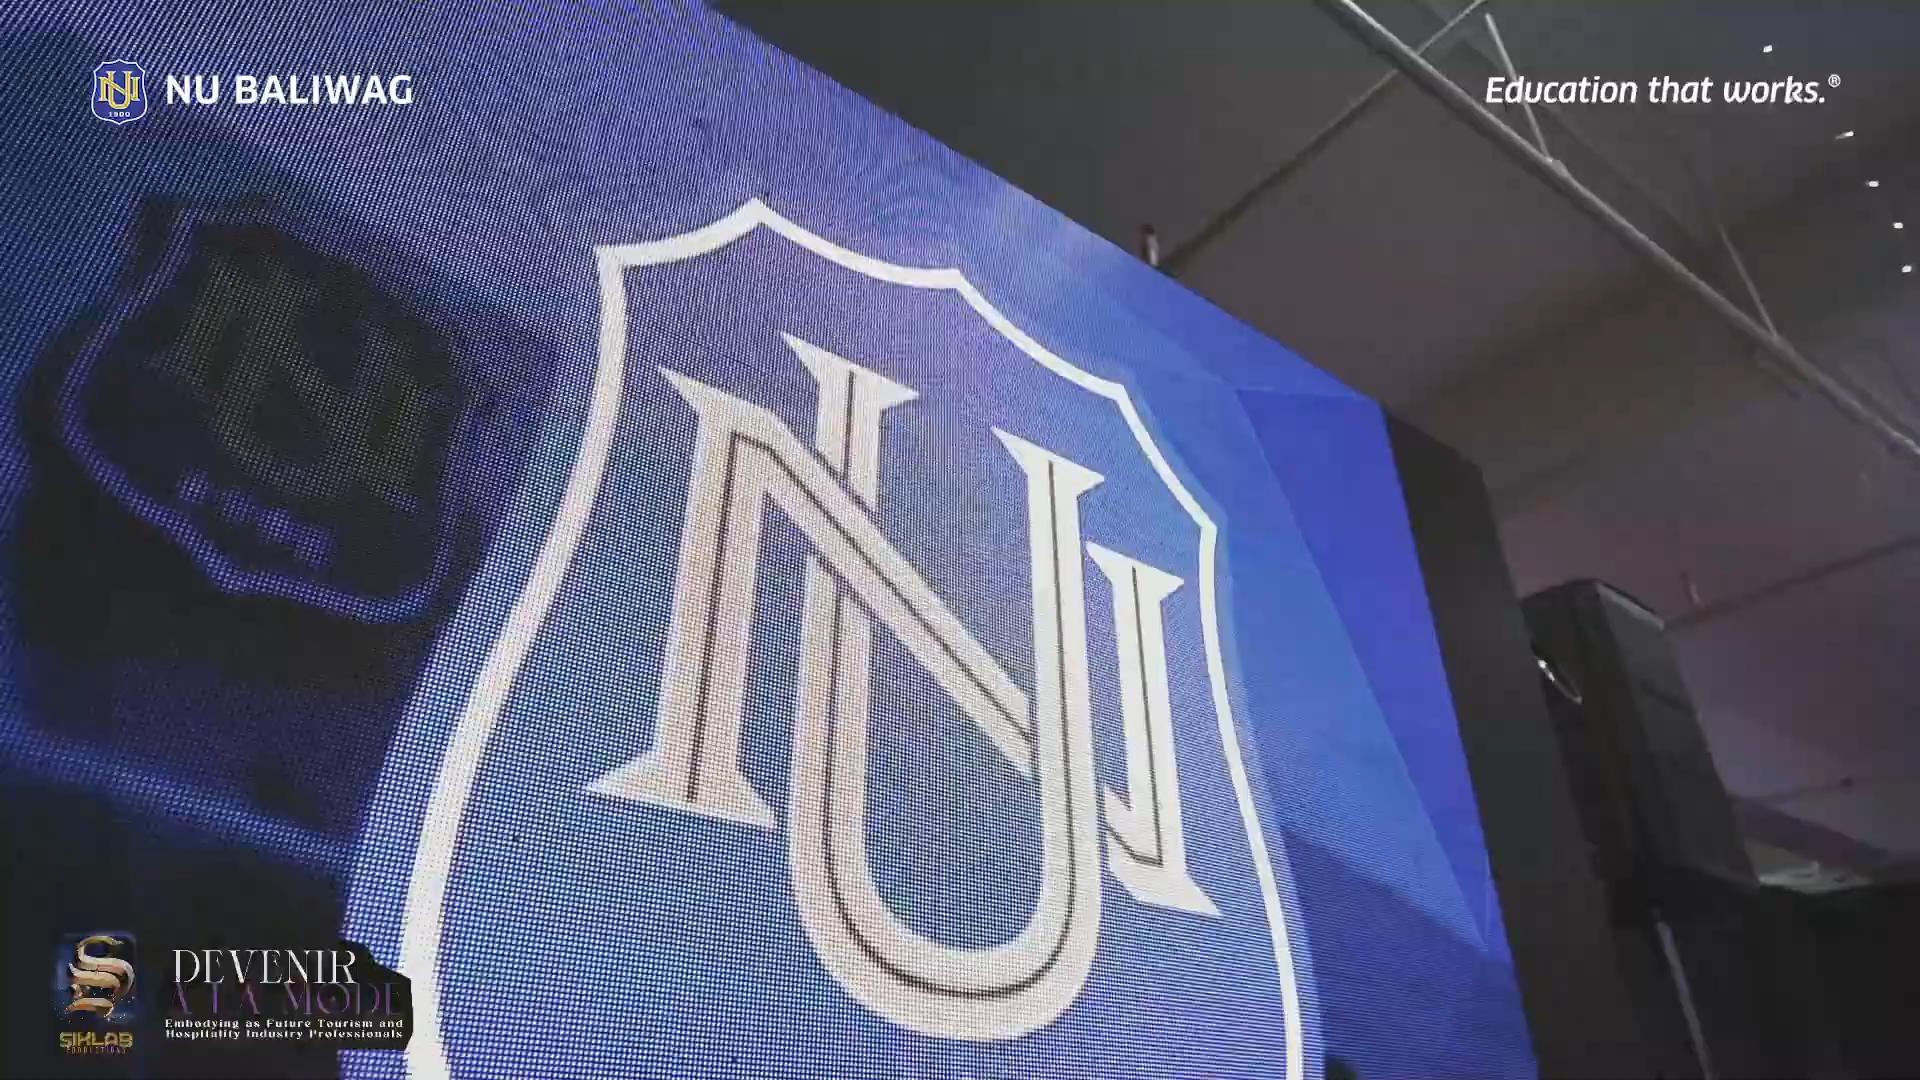 NU BALIWAG
Education that works.®
NU
1900
DEVENIR
A LA MODE
Embodying as Future Tourism and
Hospitality Industry Professionals
SIKLAB
PRODUCTIONS